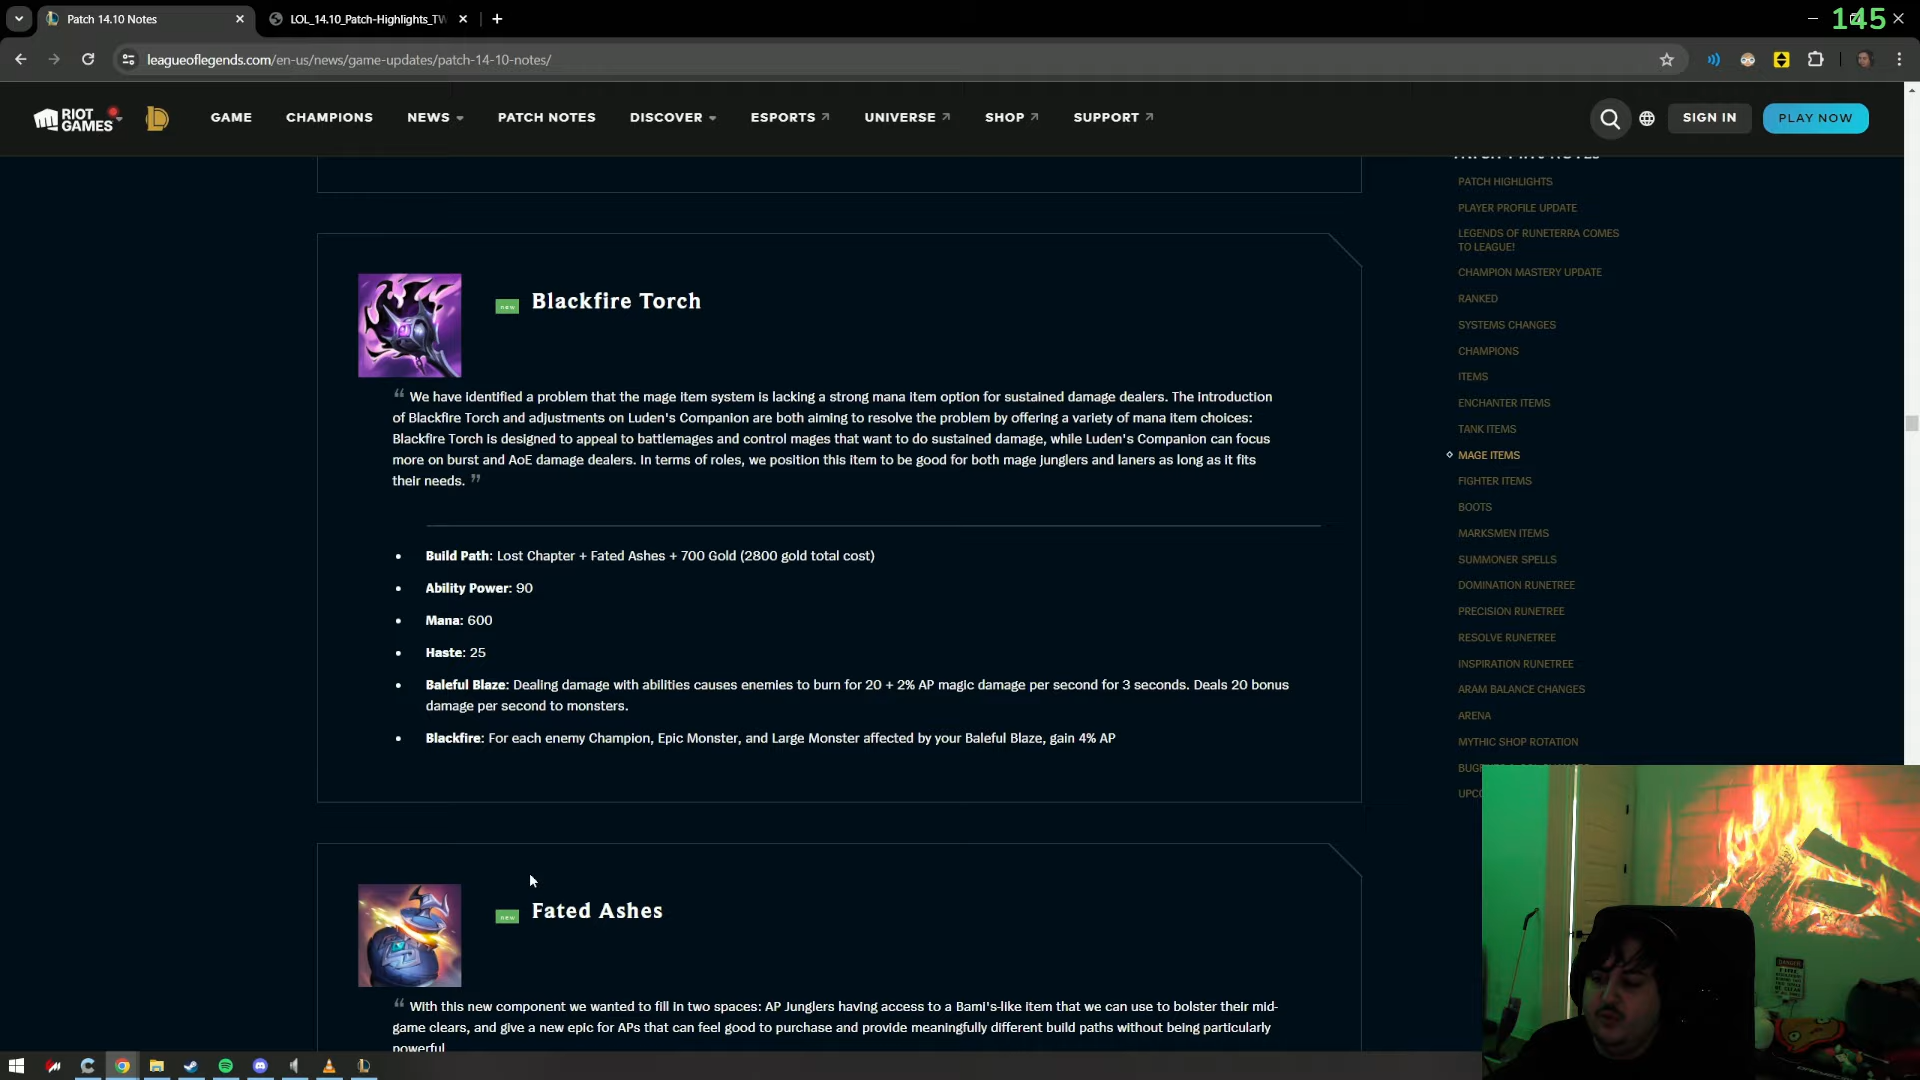 Patch 14.10 Notes
LOL_14.10_Patch-Highlights_TW
145
leagueoflegends.com/en-us/news/game-updates/patch-14-10-notes/
RIOT GAMES
GAME
CHAMPIONS
NEWS
PATCH NOTES
DISCOVER
ESPORTS
UNIVERSE
SHOP
SUPPORT
SIGN IN
PLAY NOW
new
Blackfire Torch
“ We have identified a problem that the mage item system is lacking a strong mana item option for sustained damage dealers. The introduction
of Blackfire Torch and adjustments on Luden's Companion are both aiming to resolve the problem by offering a variety of mana item choices:
Blackfire Torch is designed to appeal to battlemages and control mages that want to do sustained damage, while Luden's Companion can focus
more on burst and AoE damage dealers. In terms of roles, we position this item to be good for both mage junglers and laners as long as it fits
their needs. ”
• Build Path: Lost Chapter + Fated Ashes + 700 Gold (2800 gold total cost)
• Ability Power: 90
• Mana: 600
• Haste: 25
• Baleful Blaze: Dealing damage with abilities causes enemies to burn for 20 + 2% AP magic damage per second for 3 seconds. Deals 20 bonus
damage per second to monsters.
• Blackfire: For each enemy Champion, Epic Monster, and Large Monster affected by your Baleful Blaze, gain 4% AP
new
Fated Ashes
“ With this new component we wanted to fill in two spaces: AP Junglers having access to a Bami's-like item that we can use to bolster their mid-
game clears, and give a new epic for APs that can feel good to purchase and provide meaningfully different build paths without being particularly
powerful
PATCH HIGHLIGHTS
PLAYER PROFILE UPDATE
LEGENDS OF RUNETERRA COMES
TO LEAGUE!
CHAMPION MASTERY UPDATE
RANKED
SYSTEMS CHANGES
CHAMPIONS
ITEMS
ENCHANTER ITEMS
TANK ITEMS
MAGE ITEMS
FIGHTER ITEMS
BOOTS
MARKSMEN ITEMS
SUMMONER SPELLS
DOMINATION RUNETREE
PRECISION RUNETREE
RESOLVE RUNETREE
INSPIRATION RUNETREE
ARAM BALANCE CHANGES
ARENA
MYTHIC SHOP ROTATION
DANGER